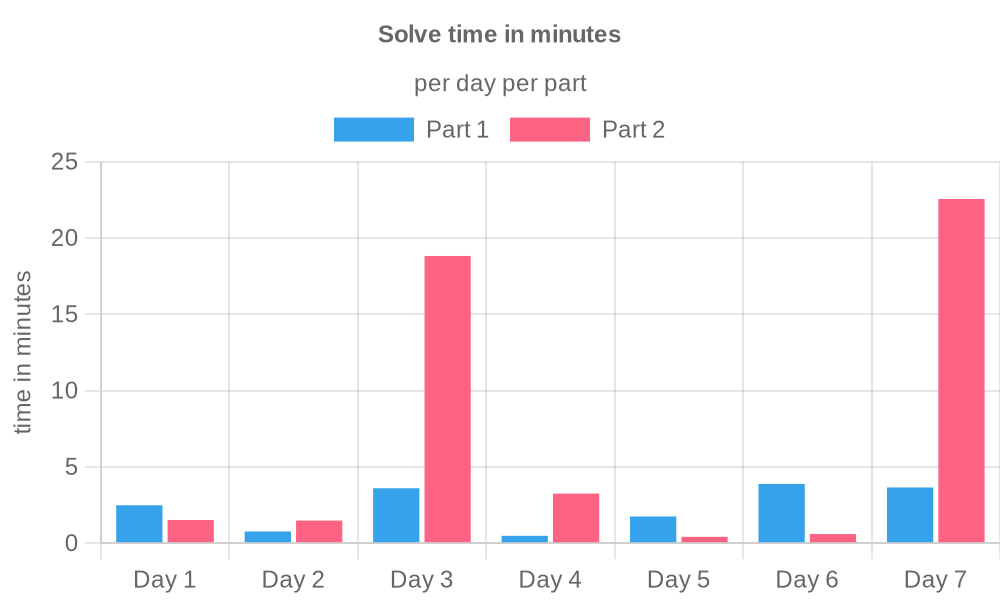 Solve time in minutes
per day per part
Part 1 Part 2
time in minutes
25
20
15
10
5
0
Day 1 Day 2 Day 3 Day 4 Day 5 Day 6 Day 7